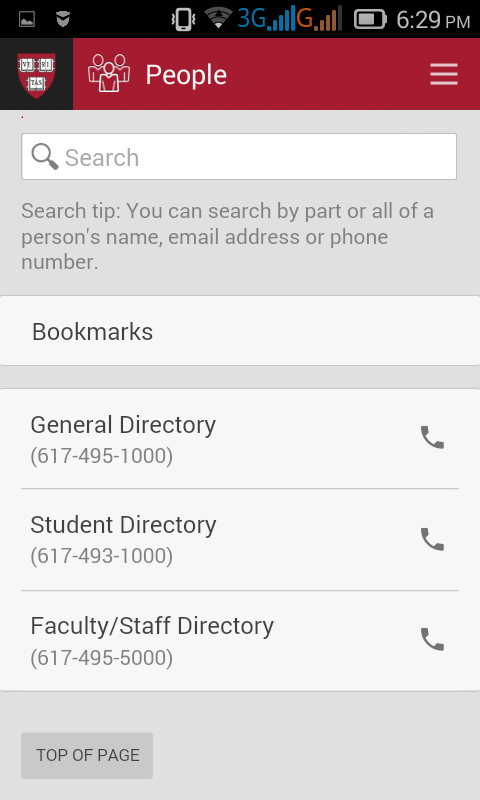 3G G 6:29 PM
VE RI
TAS
People
Search
Search tip: You can search by part or all of a
person's name, email address or phone
number.
Bookmarks
General Directory
(617-495-1000)
Student Directory
(617-493-1000)
Faculty/Staff Directory
(617-495-5000)
TOP OF PAGE